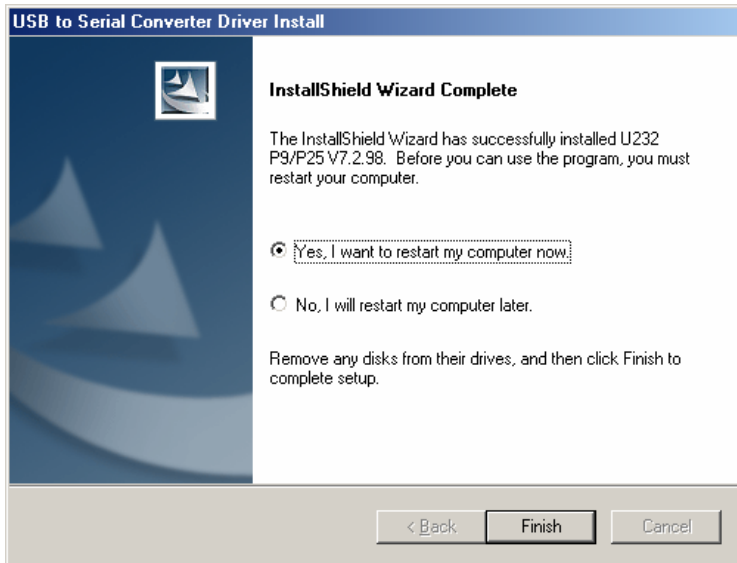 USB to Serial Converter Driver Install
InstallShield Wizard Complete
The InstallShield Wizard has successfully installed U232
P9/P25 V7.2.98.  Before you can use the program, you must
restart your computer.
Yes, I want to restart my computer now.
No, I will restart my computer later.
Remove any disks from their drives, and then click Finish to
complete setup.
< Back
Finish
Cancel